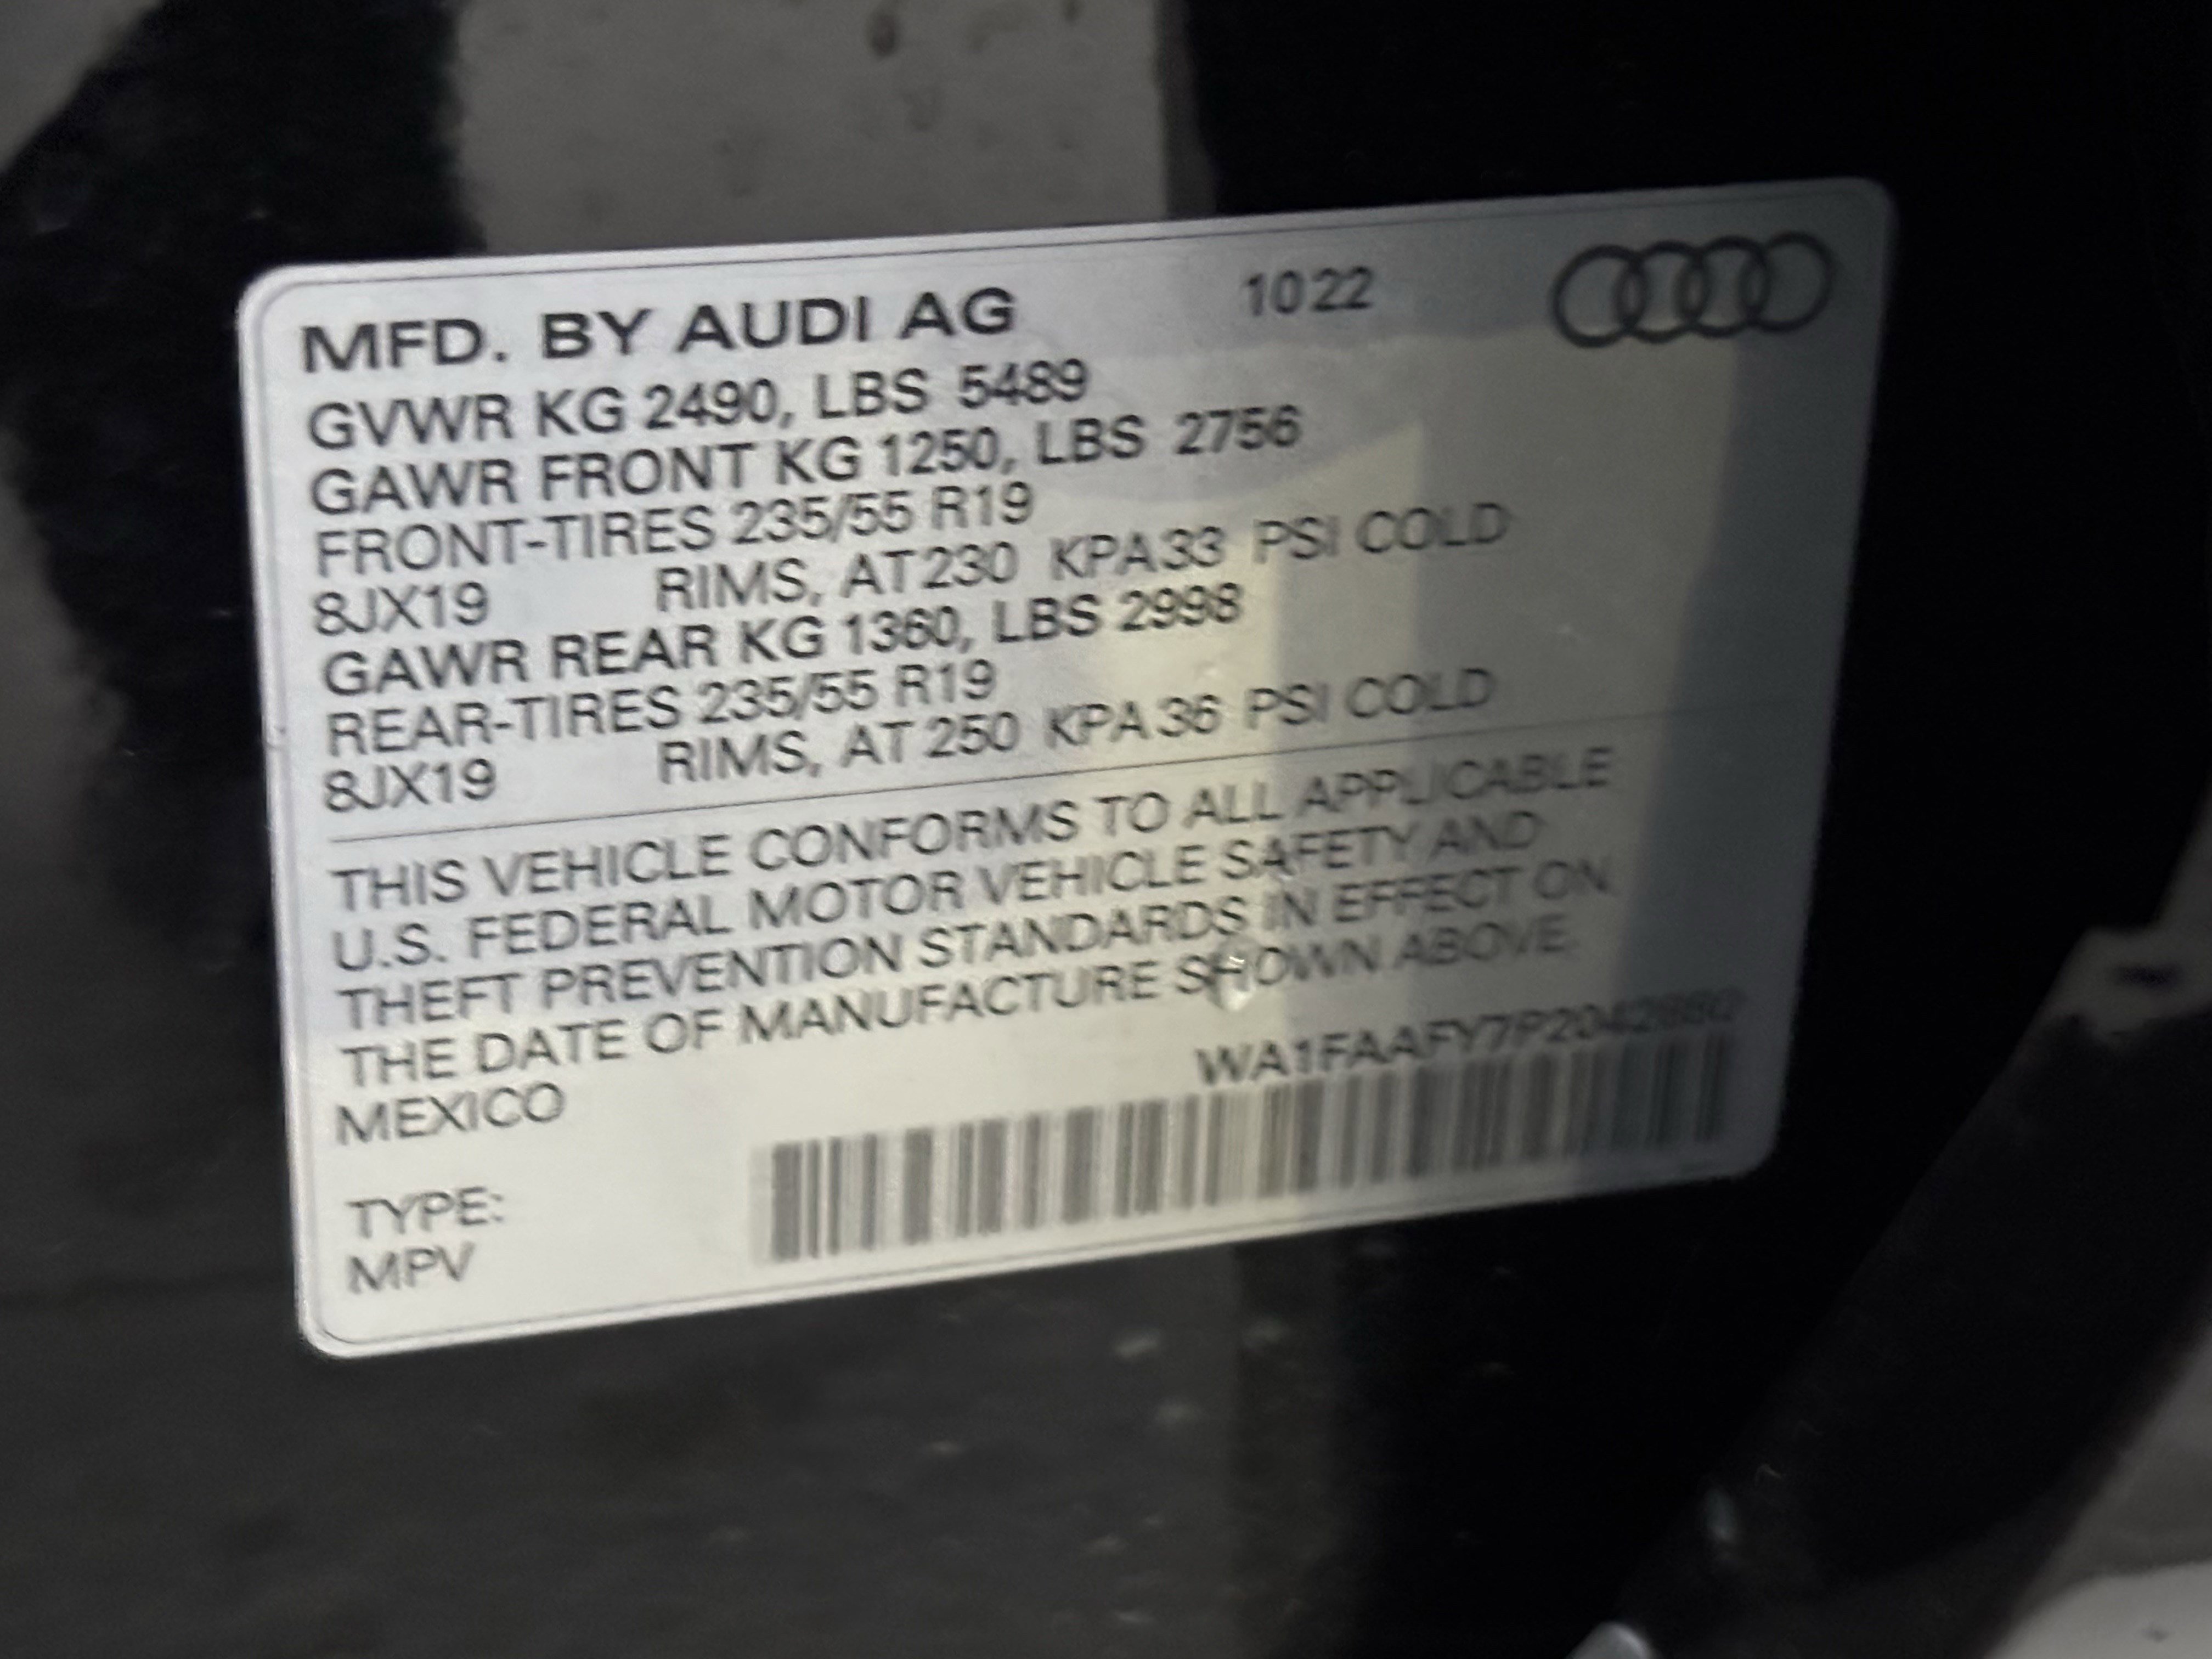 MFD. BY AUDI AG 1022
GVWR KG 2490, LBS 5489
GAWR FRONT KG 1250, LBS 2756
FRONT-TIRES 235/55 R19
8JX19 RIMS, AT 230 KPA 33 PSI COLD
GAWR REAR KG 1360, LBS 2998
REAR-TIRES 235/55 R19
8JX19 RIMS, AT 250 KPA 36 PSI COLD
THIS VEHICLE CONFORMS TO ALL APPLICABLE
U.S. FEDERAL MOTOR VEHICLE SAFETY AND
THEFT PREVENTION STANDARDS IN EFFECT ON
THE DATE OF MANUFACTURE SHOWN ABOVE.
MEXICO
TYPE:
MPV